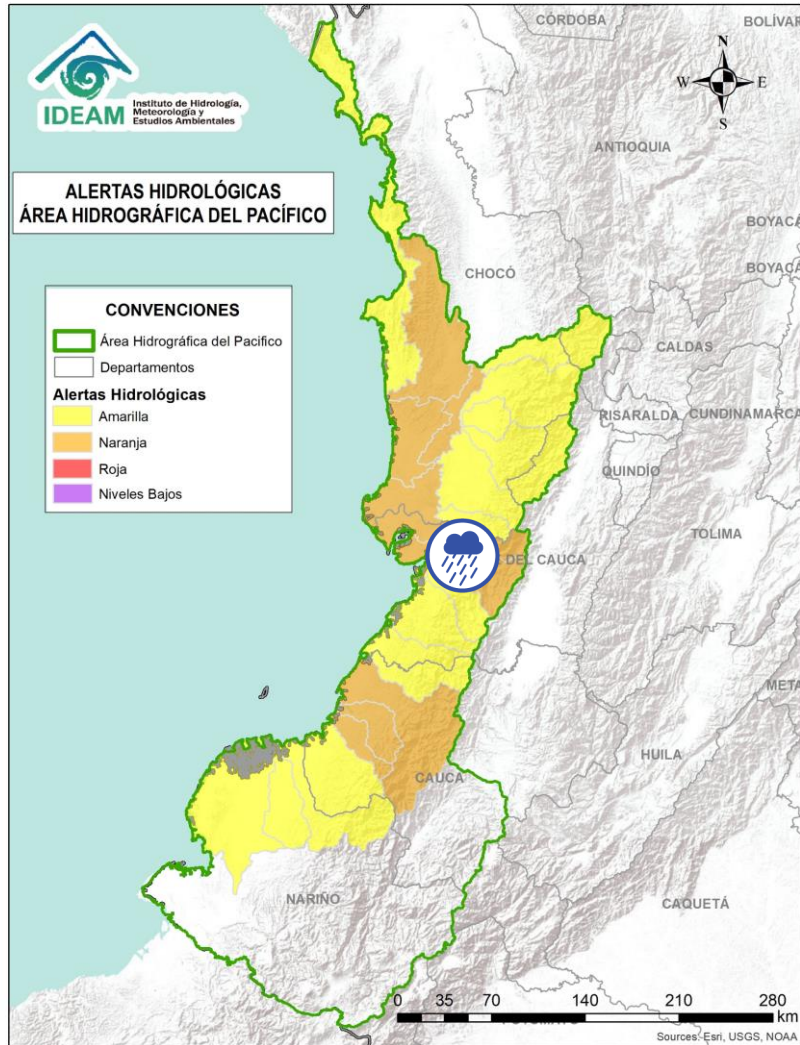 IDEAM
Instituto de Hidrología,
Meteorología y
Estudios Ambientales
ALERTAS HIDROLÓGICAS
ÁREA HIDROGRÁFICA DEL PACÍFICO
CONVENCIONES
Área Hidrográfica del Pacifico
Departamentos
Alertas Hidrológicas
Amarilla
Naranja
Roja
Niveles Bajos
N
W
E
S
CÓRDOBA
BOLÍVAR
ANTIOQUIA
BOYACÁ
CHOCÓ
BOYACÁ
CALDAS
RISARALDA
CUNDINAMARCA
QUINDÍO
TOLIMA
DEL CAUCA
META
HUILA
CAUCA
NARIÑO
CAQUETÁ
0 35 70 140 210 280
km
Sources: Esri, USGS, NOAA